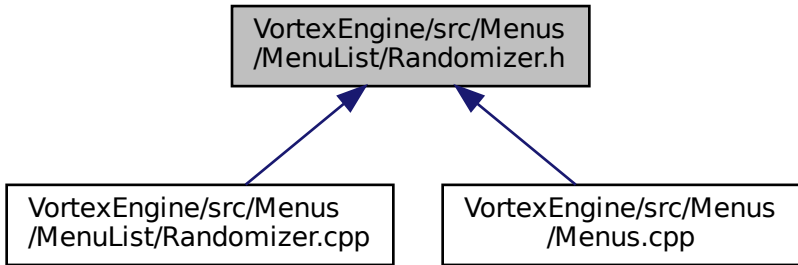 VortexEngine/src/Menus
/MenuList/Randomizer.h
VortexEngine/src/Menus
/MenuList/Randomizer.cpp
VortexEngine/src/Menus
/Menus.cpp